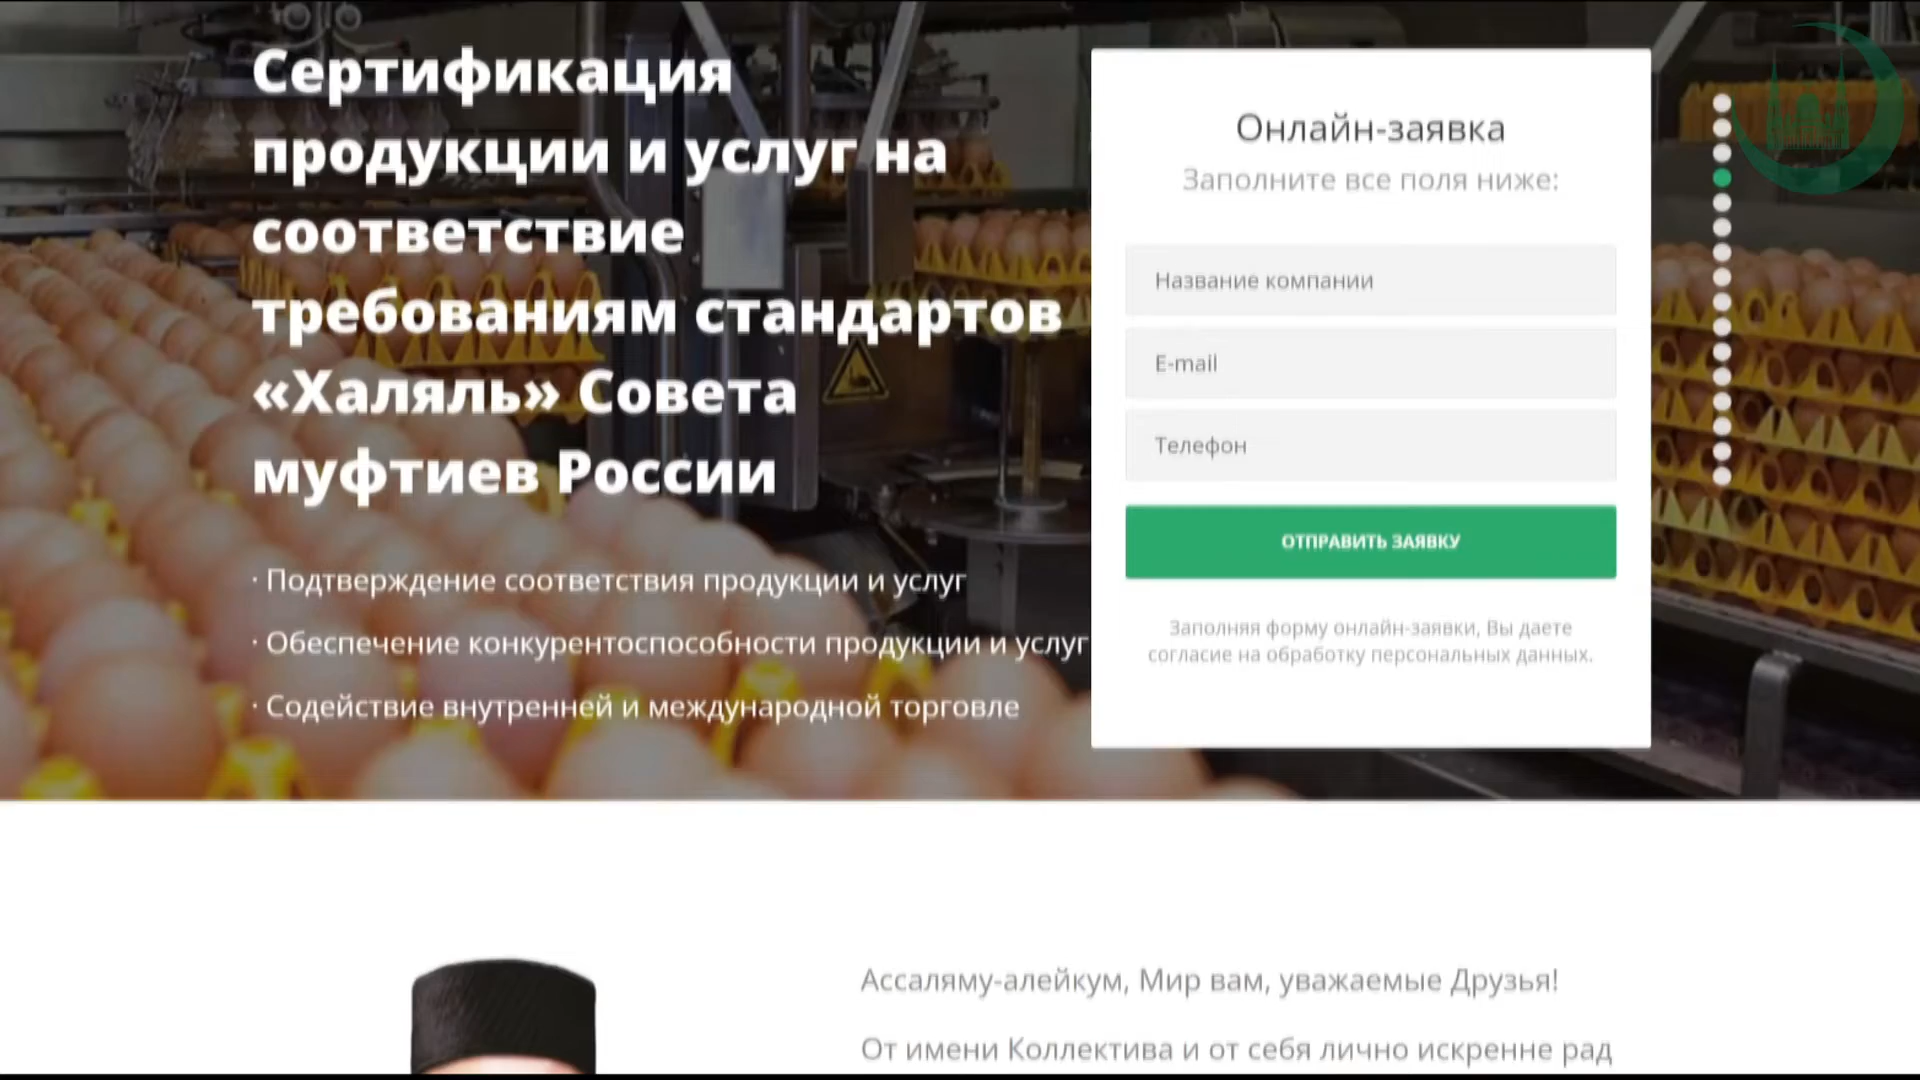 Сертификация
продукции и услуг на
соответствие
требованиям стандартов
«Халяль» Совета
муфтиев России
· Подтверждение соответствия продукции и услуг
· Обеспечение конкурентоспособности продукции и услуг
· Содействие внутренней и международной торговле
Онлайн-заявка
Заполните все поля ниже:
Название компании
E-mail
Телефон
ОТПРАВИТЬ ЗАЯВКУ
Заполняя форму онлайн-заявки, Вы даете
согласие на обработку персональных данных.
Ассаляму-алейкум, Мир вам, уважаемые Друзья!
От имени Коллектива и от себя лично искренне рад